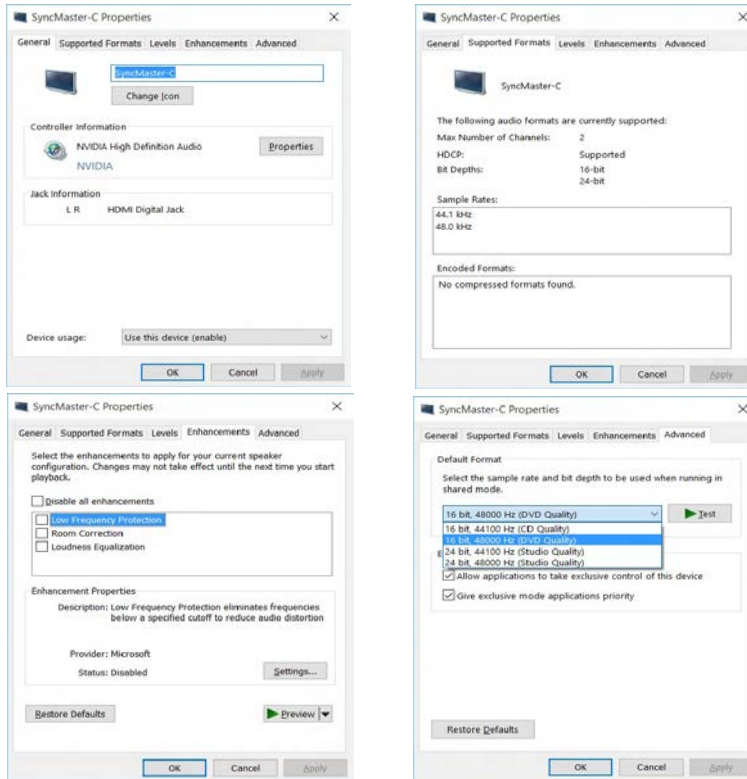 SyncMaster-C Properties
General Supported Formats Levels Enhancements Advanced
SyncMaster-C
Change Icon
Controller Information
NVIDIA High Definition Audio
Properties
NVIDIA
Jack Information
L R HDMI Digital Jack
Device usage: Use this device (enable)
OK Cancel Apply
SyncMaster-C Properties
General Supported Formats Levels Enhancements Advanced
SyncMaster-C
The following audio formats are currently supported:
Max Number of Channels: 2
HDCP: Supported
Bit Depths: 16-bit
24-bit
Sample Rates:
44.1 kHz
48.0 kHz
Encoded Formats:
No compressed formats found.
OK Cancel Apply
SyncMaster-C Properties
General Supported Formats Levels Enhancements Advanced
Select the enhancements to apply for your current speaker
configuration. Changes may not take effect until the next time you start
playback.
Disable all enhancements
Low Frequency Protection
Room Correction
Loudness Equalization
Enhancement Properties
Description: Low Frequency Protection eliminates frequencies
below a specified cutoff to reduce audio distortion
Provider: Microsoft
Status: Disabled
Settings...
Restore Defaults
Preview
OK Cancel Apply
SyncMaster-C Properties
General Supported Formats Levels Enhancements Advanced
Default Format
Select the sample rate and bit depth to be used when running in
shared mode.
16 bit, 48000 Hz (DVD Quality)
Test
16 bit, 44100 Hz (CD Quality)
16 bit, 48000 Hz (DVD Quality)
24 bit, 44100 Hz (Studio Quality)
24 bit, 48000 Hz (Studio Quality)
Allow applications to take exclusive control of this device
Give exclusive mode applications priority
Restore Defaults
OK Cancel Apply